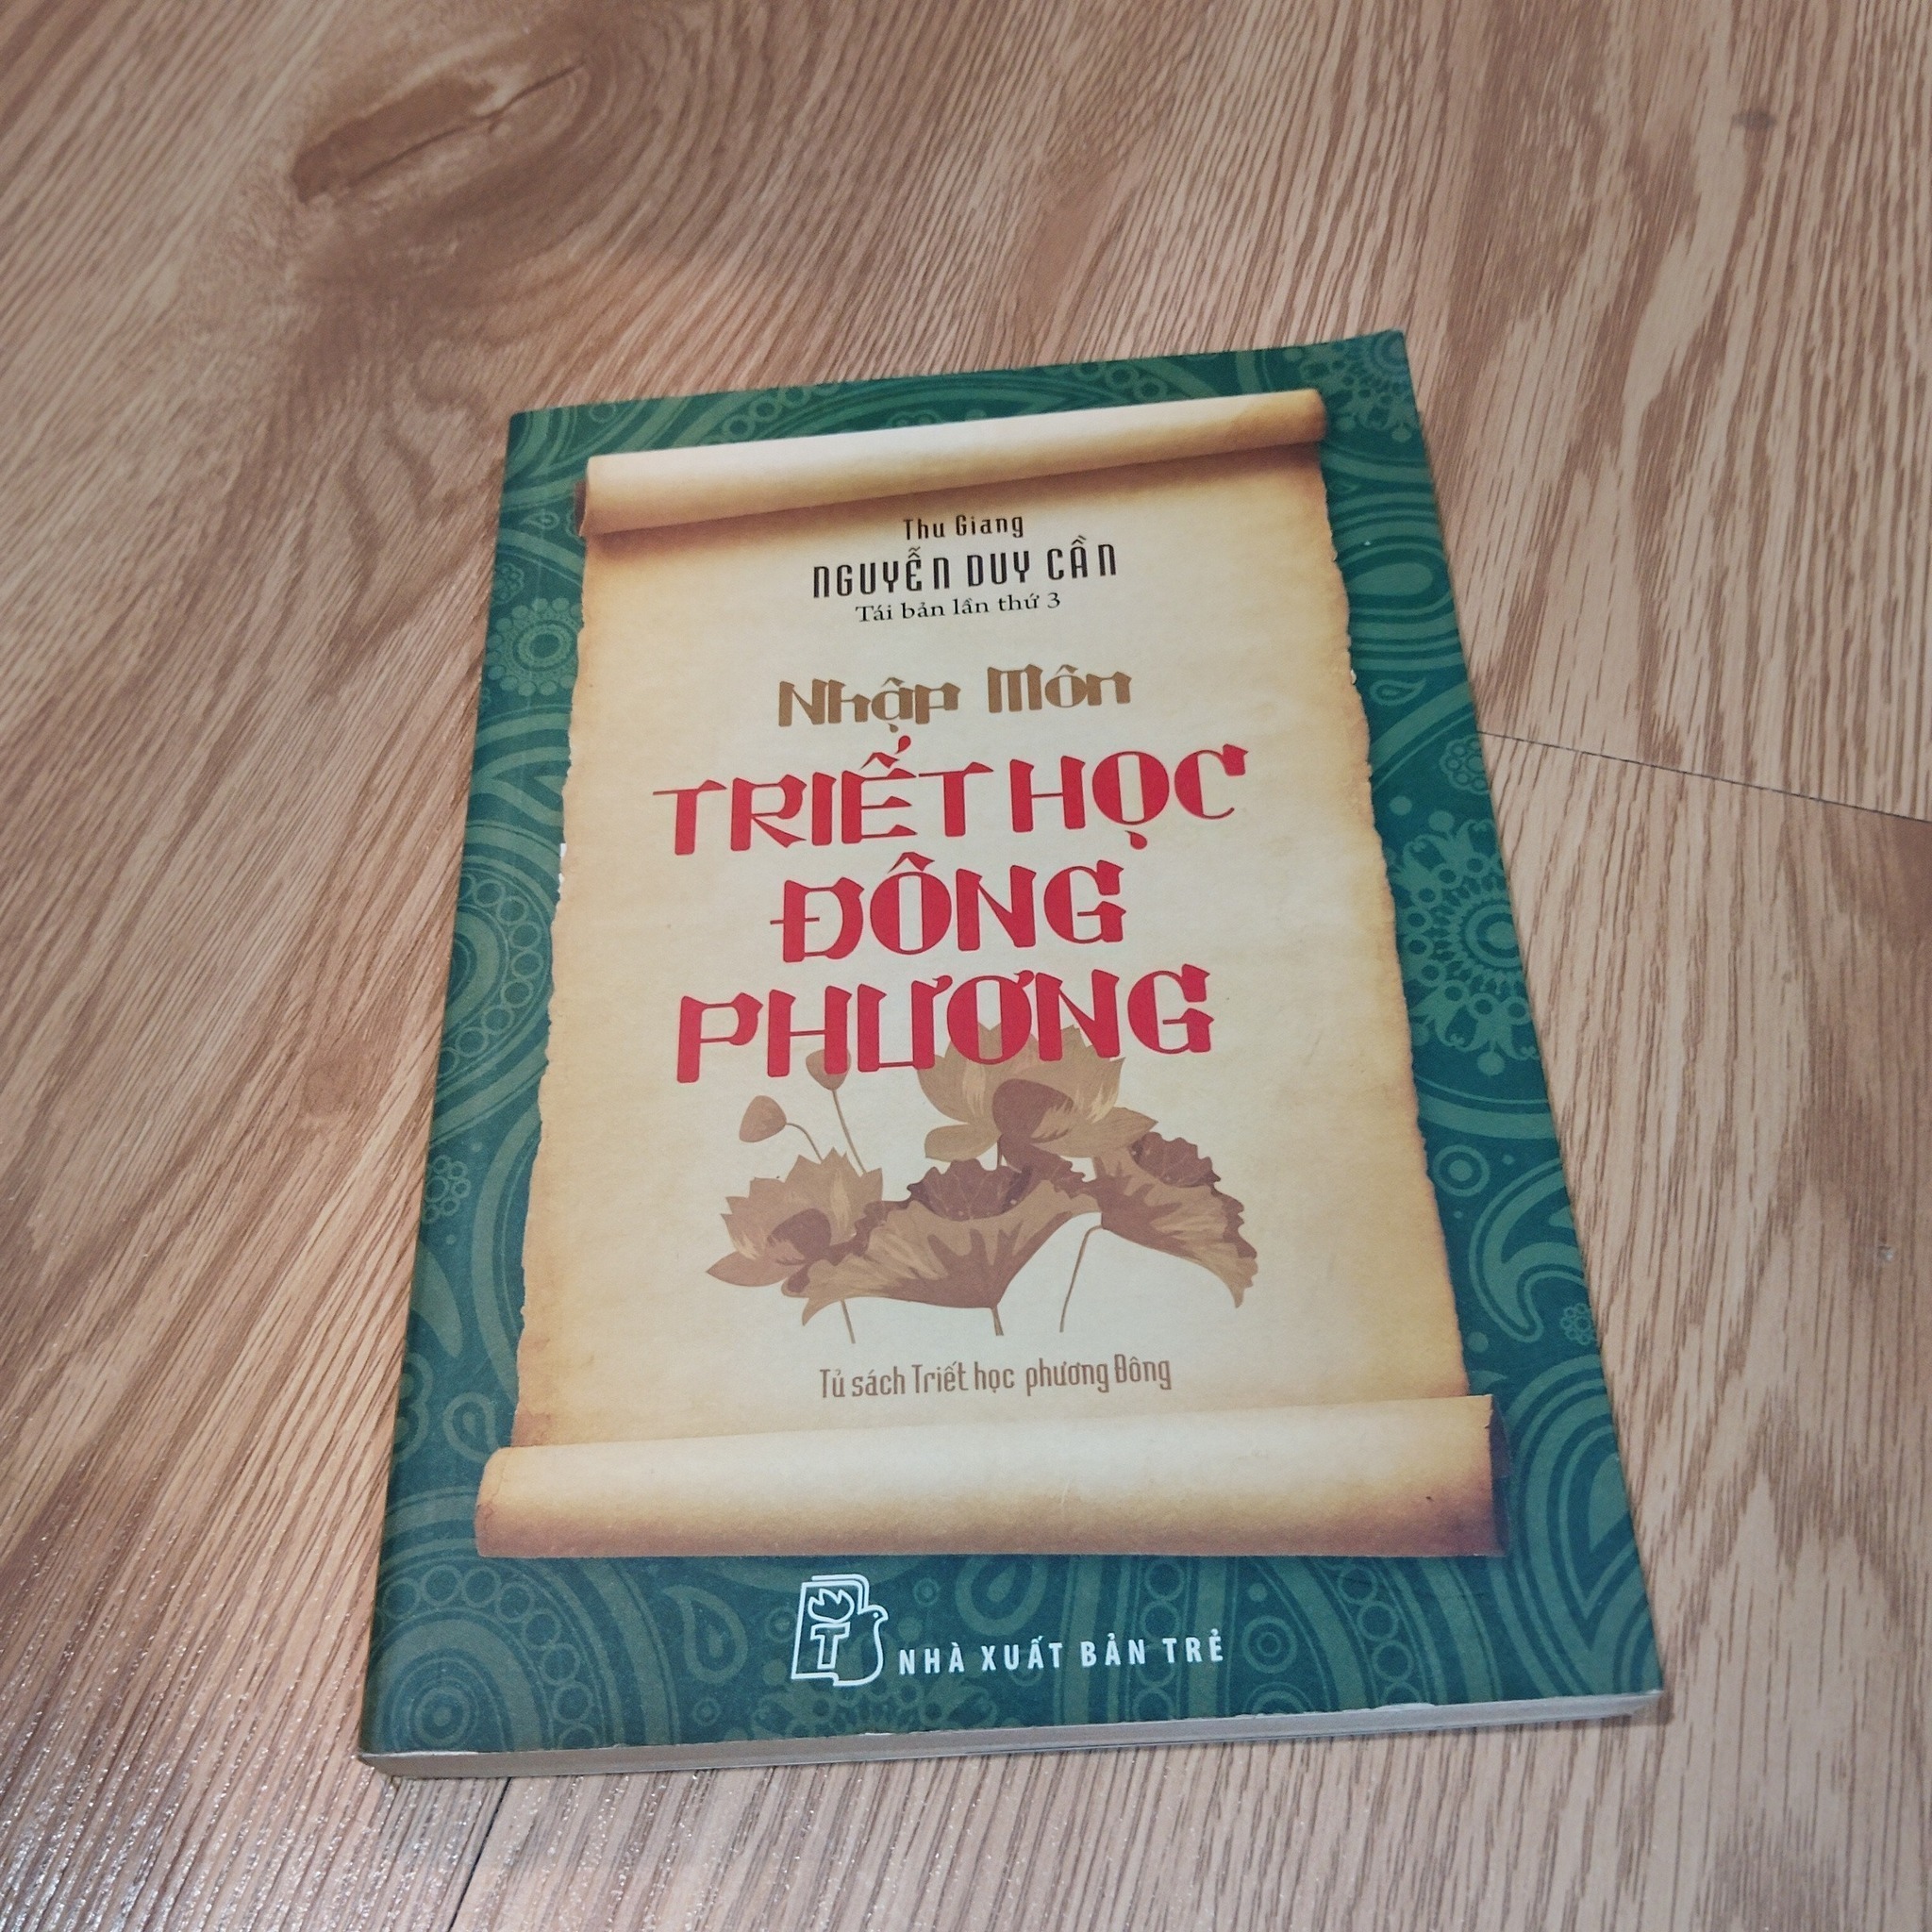 Thu Giang
NGUYỄN DUY CẦN
Tái bản lần thứ 3
Nhập Môn
TRIẾT HỌC
ĐÔNG
PHƯƠNG
Tủ sách Triết học phương Đông
NHÀ XUẤT BẢN TRẺ